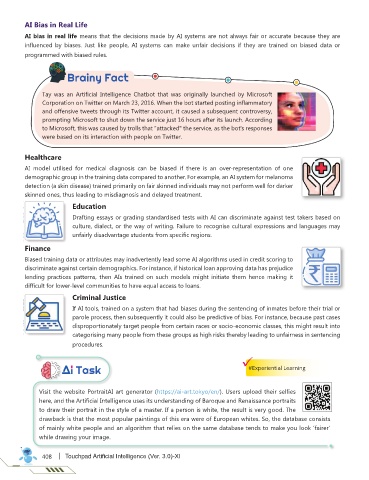 AI Bias in Real Life
AI bias in real life means that the decisions made by AI systems are not always fair or accurate because they are
influenced by biases. Just like people, AI systems can make unfair decisions if they are trained on biased data or
programmed with biased rules.
Brainy Fact
Tay was an Artificial Intelligence Chatbot that was originally launched by Microsoft
Corporation on Twitter on March 23, 2016. When the bot started posting inflammatory
and offensive tweets through its Twitter account, it caused a subsequent controversy,
prompting Microsoft to shut down the service just 16 hours after its launch. According
to Microsoft, this was caused by trolls that "attacked" the service, as the bot's responses
were based on its interaction with people on Twitter.
Healthcare
AI model utilised for medical diagnosis can be biased if there is an over-representation of one
demographic group in the training data compared to another. For example, an AI system for melanoma
detection (a skin disease) trained primarily on fair skinned individuals may not perform well for darker
skinned ones, thus leading to misdiagnosis and delayed treatment.
Education
Drafting essays or grading standardised tests with AI can discriminate against test takers based on
culture, dialect, or the way of writing. Failure to recognise cultural expressions and languages may
unfairly disadvantage students from specific regions.
Finance
Biased training data or attributes may inadvertently lead some AI algorithms used in credit scoring to
discriminate against certain demographics. For instance, if historical loan approving data has prejudice
lending practices patterns, then AIs trained on such models might initiate them hence making it
difficult for lower-level communities to have equal access to loans.
Criminal Justice
If AI tools, trained on a system that had biases during the sentencing of inmates before their trial or
parole process, then subsequently it could also be predictive of bias. For instance, because past cases
disproportionately target people from certain races or socio-economic classes, this might result into
categorising many people from these groups as high risks thereby leading to unfairness in sentencing
procedures.
Ai Task
#Experiential Learning
Visit the website PortraitAI art generator (https://ai-art.tokyo/en/). Users upload their selfies
here, and the Artificial Intelligence uses its understanding of Baroque and Renaissance portraits
to draw their portrait in the style of a master. If a person is white, the result is very good. The
drawback is that the most popular paintings of this era were of European whites. So, the database consists
of mainly white people and an algorithm that relies on the same database tends to make you look 'fairer'
while drawing your image.
408 | Touchpad Artificial Intelligence (Ver. 3.0)-XI